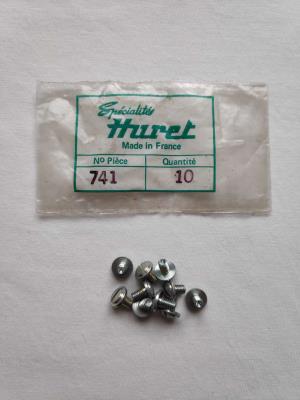 Spécialités
Huret
Made in France
No Pièce Quantité
741 10